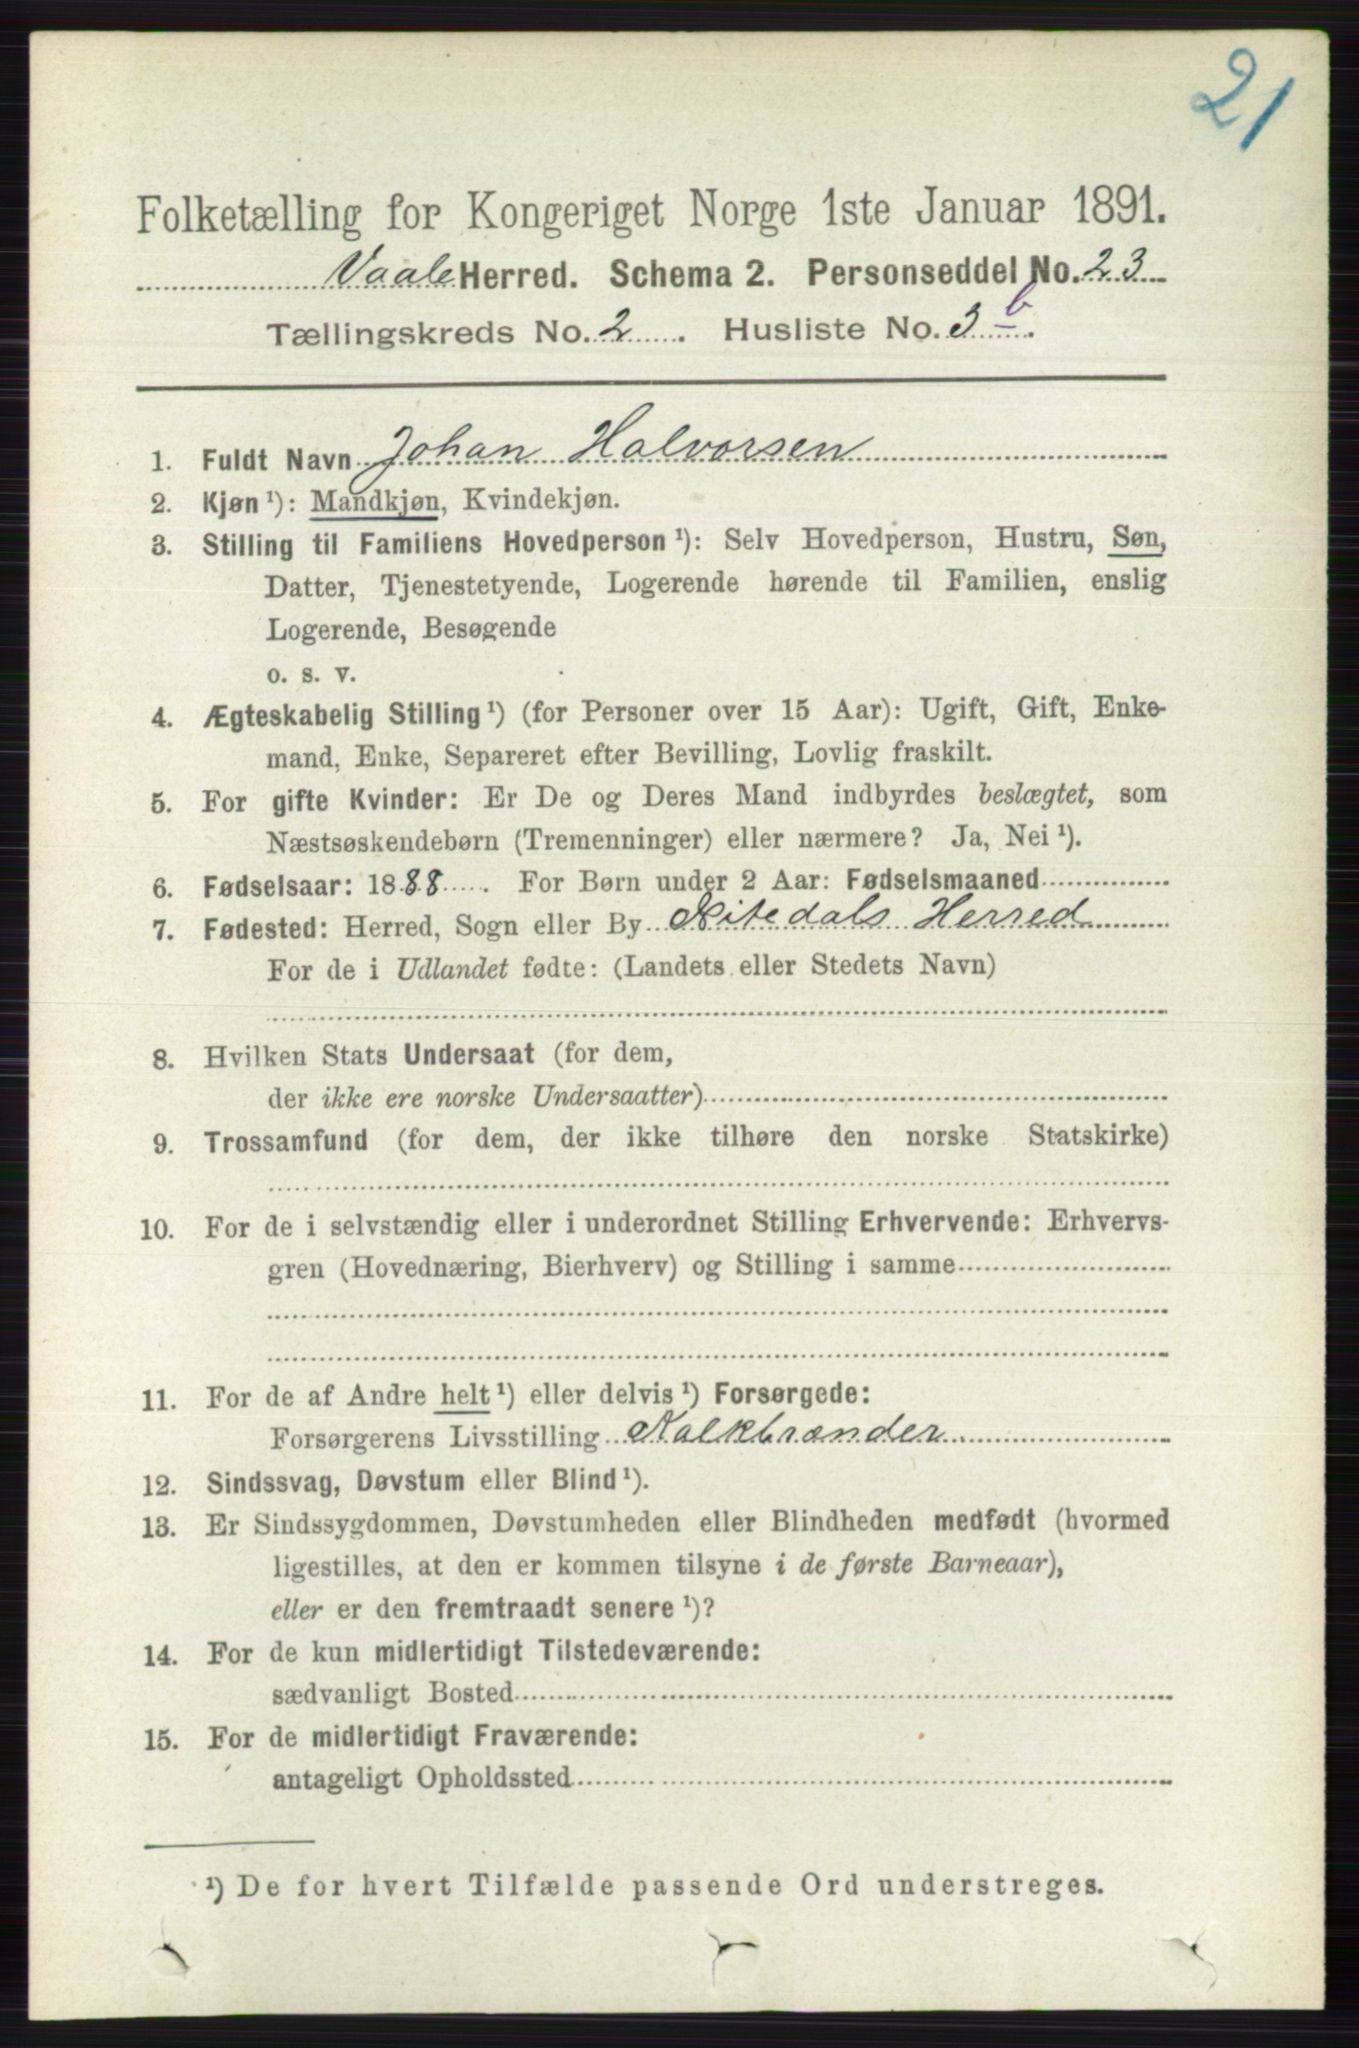 21
Folketælling for Kongeriget Norge 1ste Januar 1891.
Vaale Herred. Schema 2. Personseddel No. 23
Tællingskreds No. 2. Husliste No. 3 b.
1. Fuldt Navn Johan Halvorsen
2. Kjøn ¹): Mandkjøn, Kvindekjøn.
3. Stilling til Familiens Hovedperson ¹): Selv Hovedperson, Hustru, Søn,
Datter, Tjenestetyende, Logerende hørende til Familien, enslig
Logerende, Besøgende
o. s. v.
4. Ægteskabelig Stilling ¹) (for Personer over 15 Aar): Ugift, Gift, Enke-
mand, Enke, Separeret efter Bevilling, Lovlig fraskilt.
5. For gifte Kvinder: Er De og Deres Mand indbyrdes beslægtet, som
Næstsøskendebørn (Tremenninger) eller nærmere? Ja, Nei ¹).
6. Fødselsaar: 1888. For Børn under 2 Aar: Fødselsmaaned
7. Fødested: Herred, Sogn eller By Nitedals Herred
For de i Udlandet fødte: (Landets eller Stedets Navn)
8. Hvilken Stats Undersaat (for dem,
der ikke ere norske Undersaatter)
9. Trossamfund (for dem, der ikke tilhøre den norske Statskirke)
10. For de i selvstændig eller i underordnet Stilling Erhvervende: Erhvervs-
gren (Hovednæring, Bierhverv) og Stilling i samme
11. For de af Andre helt ¹) eller delvis ¹) Forsørgede:
Forsørgerens Livsstilling Kalkbrænder
12. Sindssvag, Døvstum eller Blind ¹).
13. Er Sindssygdommen, Døvstumheden eller Blindheden medfødt (hvormed
ligestilles, at den er kommen tilsyne i de første Barneaar),
eller er den fremtraadt senere ¹)?
14. For de kun midlertidigt Tilstedeværende:
sædvanligt Bosted
15. For de midlertidigt Fraværende:
antageligt Opholdssted
¹) De for hvert Tilfælde passende Ord understreges.